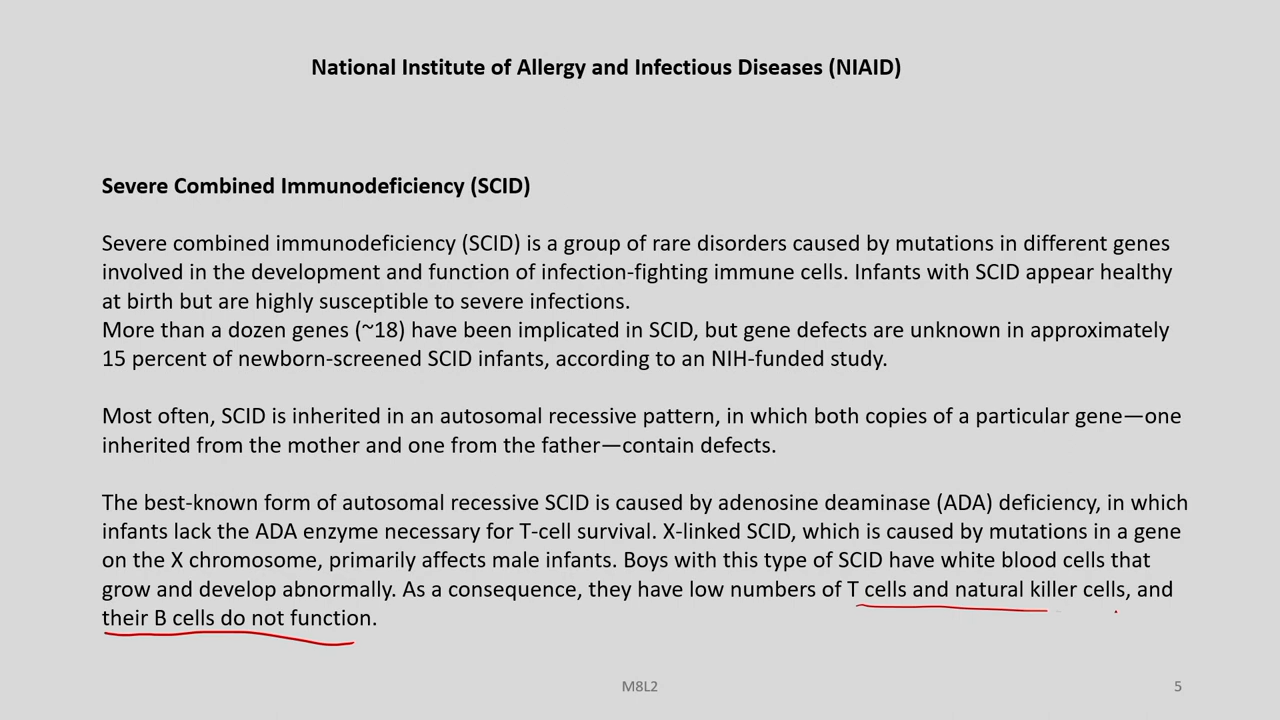 National Institute of Allergy and Infectious Diseases (NIAID)
Severe Combined Immunodeficiency (SCID)
Severe combined immunodeficiency (SCID) is a group of rare disorders caused by mutations in different genes
involved in the development and function of infection-fighting immune cells. Infants with SCID appear healthy
at birth but are highly susceptible to severe infections.
More than a dozen genes (~18) have been implicated in SCID, but gene defects are unknown in approximately
15 percent of newborn-screened SCID infants, according to an NIH-funded study.
Most often, SCID is inherited in an autosomal recessive pattern, in which both copies of a particular gene—one
inherited from the mother and one from the father—contain defects.
The best-known form of autosomal recessive SCID is caused by adenosine deaminase (ADA) deficiency, in which
infants lack the ADA enzyme necessary for T-cell survival. X-linked SCID, which is caused by mutations in a gene
on the X chromosome, primarily affects male infants. Boys with this type of SCID have white blood cells that
grow and develop abnormally. As a consequence, they have low numbers of T cells and natural killer cells, and
their B cells do not function.
M8L2
5